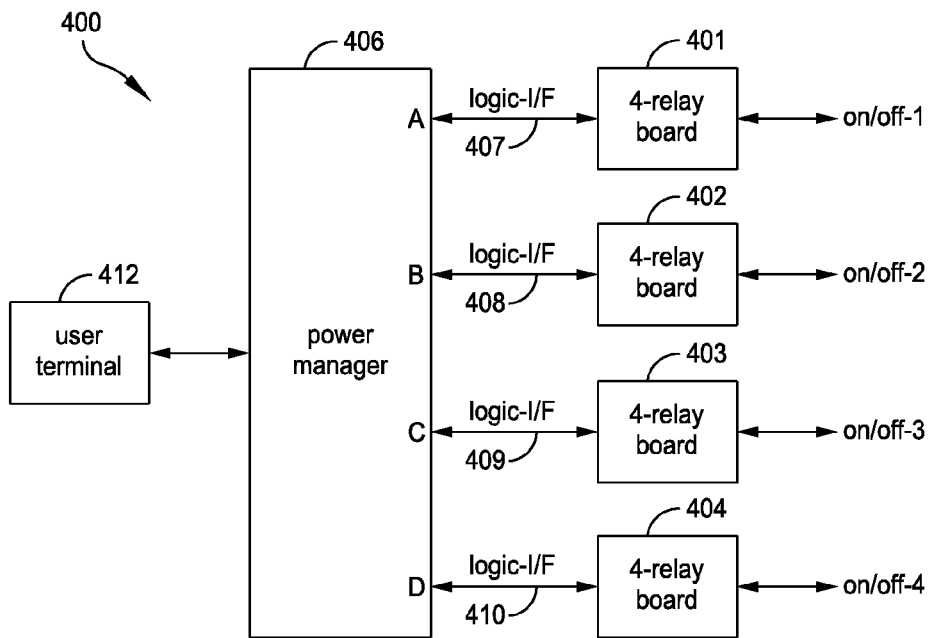 400
406
401
A
logic-I/F
407
4-relay
board
on/off-1
402
B
logic-I/F
408
4-relay
board
on/off-2
412
user
terminal
power
manager
403
C
logic-I/F
409
4-relay
board
on/off-3
404
D
logic-I/F
410
4-relay
board
on/off-4